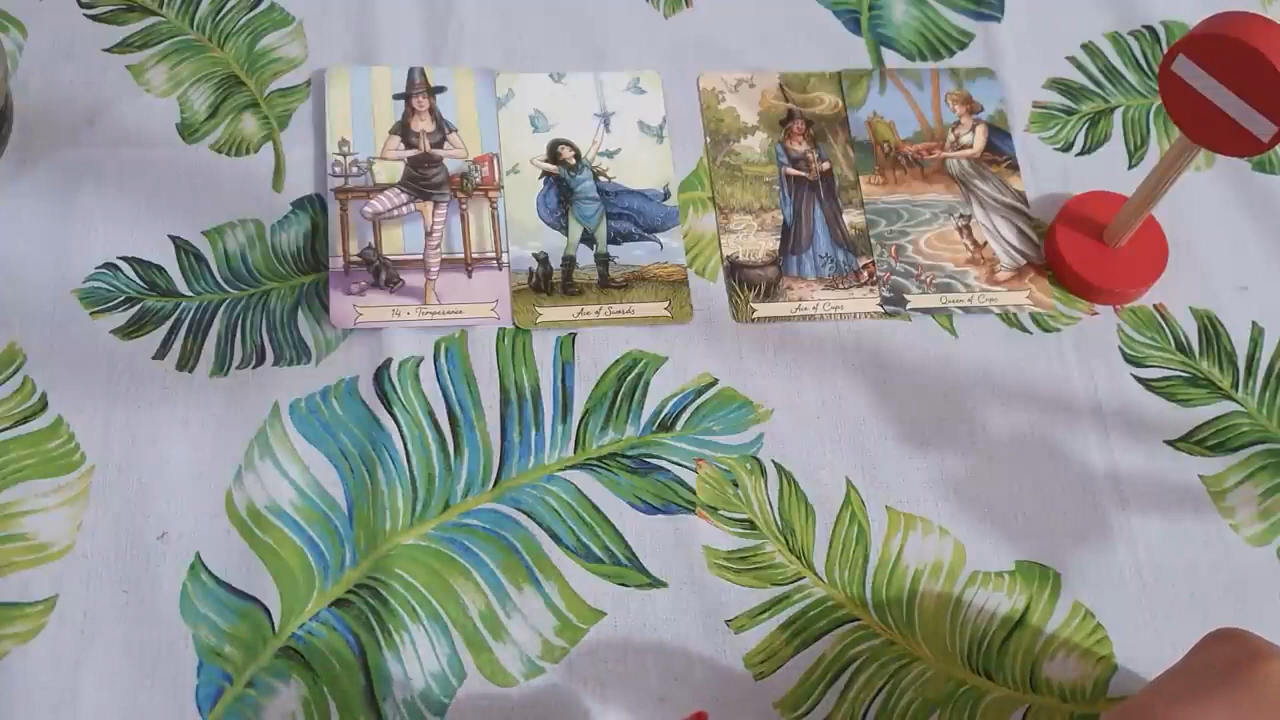 14 • Temperance
Ace of Swords
Ace of Cups
Queen of Cups